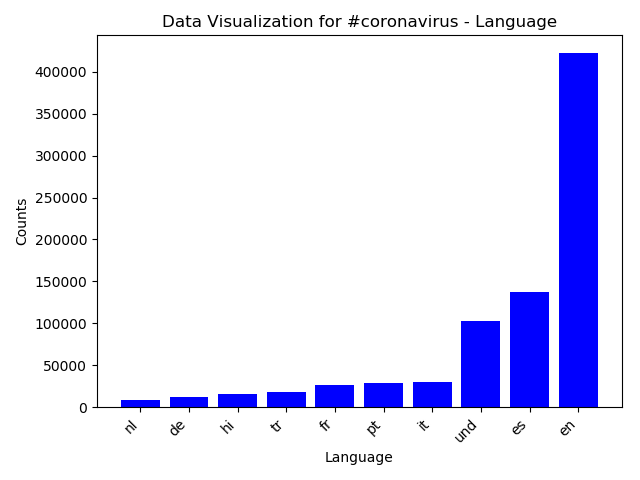 Data Visualization for #coronavirus - Language
400000
350000
300000
250000
200000
150000
100000
50000
0
Counts
nl de hi tr fr pt it und es en
Language